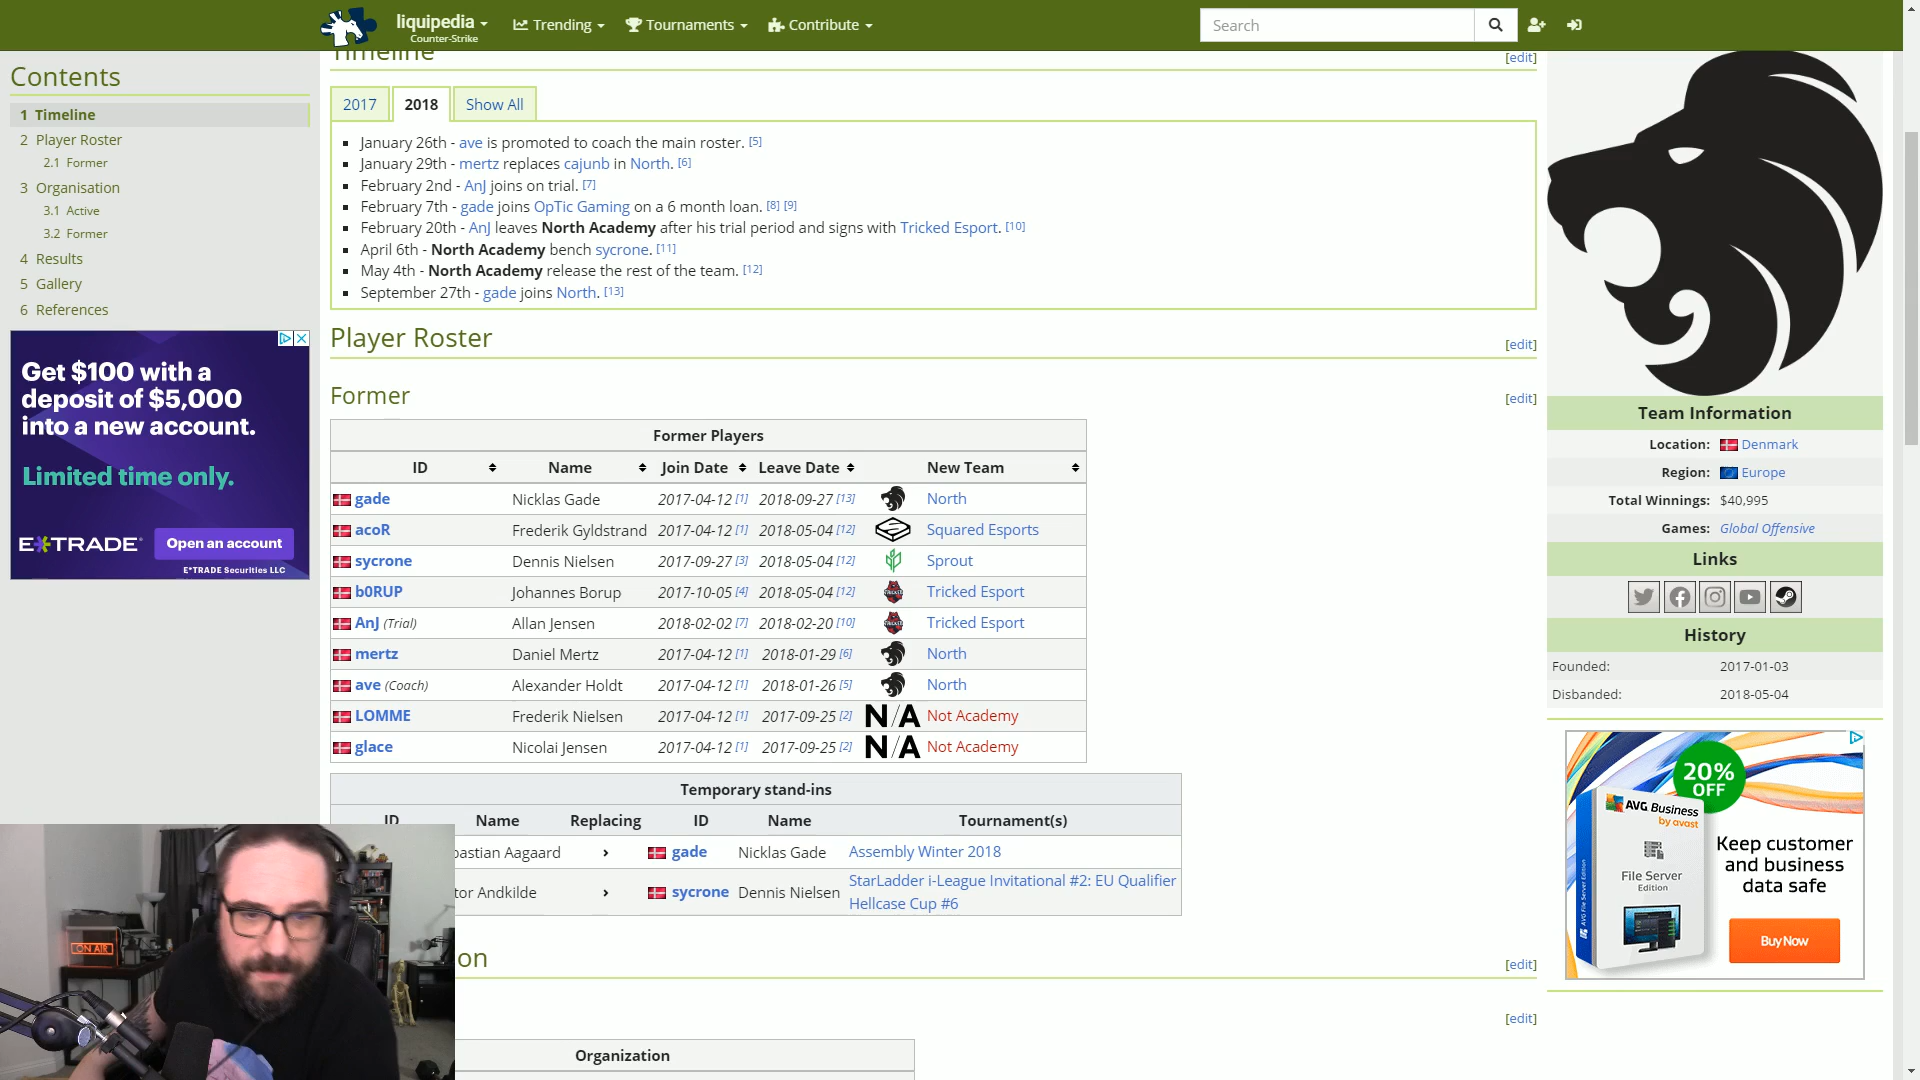 liquipedia
Counter-Strike
Trending
Tournaments
Contribute
Search
Contents
1 Timeline
2 Player Roster
2.1 Former
3 Organisation
3.1 Active
3.2 Former
4 Results
5 Gallery
6 References
Get $100 with a
deposit of $5,000
into a new account.
Limited time only.
E*TRADE
Open an account
E*TRADE Securities LLC
Timeline
[edit]
2017 2018 Show All
January 26th - ave is promoted to coach the main roster. [5]
January 29th - mertz replaces cajunb in North. [6]
February 2nd - AnJ joins on trial. [7]
February 7th - gade joins OpTic Gaming on a 6 month loan. [8] [9]
February 20th - AnJ leaves North Academy after his trial period and signs with Tricked Esport. [10]
April 6th - North Academy bench sycrone. [11]
May 4th - North Academy release the rest of the team. [12]
September 27th - gade joins North. [13]
Player Roster
[edit]
Former
[edit]
Former Players
ID Name Join Date Leave Date New Team
gade Nicklas Gade 2017-04-12 [1] 2018-09-27 [13] North
acoR Frederik Gyldstrand 2017-04-12 [1] 2018-05-04 [12] Squared Esports
sycrone Dennis Nielsen 2017-09-27 [3] 2018-05-04 [12] Sprout
b0RUP Johannes Borup 2017-10-05 [4] 2018-05-04 [12] Tricked Esport
AnJ (Trial) Allan Jensen 2018-02-02 [7] 2018-02-20 [10] Tricked Esport
mertz Daniel Mertz 2017-04-12 [1] 2018-01-29 [6] North
ave (Coach) Alexander Holdt 2017-04-12 [1] 2018-01-26 [5] North
LOMME Frederik Nielsen 2017-04-12 [1] 2017-09-25 [2] N/A Not Academy
glace Nicolai Jensen 2017-04-12 [1] 2017-09-25 [2] N/A Not Academy
Temporary stand-ins
ID Name Replacing ID Name Tournament(s)
bastian Aagaard › gade Nicklas Gade Assembly Winter 2018
tor Andkilde › sycrone Dennis Nielsen StarLadder i-League Invitational #2: EU Qualifier
Hellcase Cup #6
on
[edit]
[edit]
Organization
ON AIR
Team Information
Location: Denmark
Region: Europe
Total Winnings: $40,995
Games: Global Offensive
Links
History
Founded: 2017-01-03
Disbanded: 2018-05-04
20%
OFF
AVG Business
by avast
File Server
Edition
Keep customer
and business
data safe
Buy Now